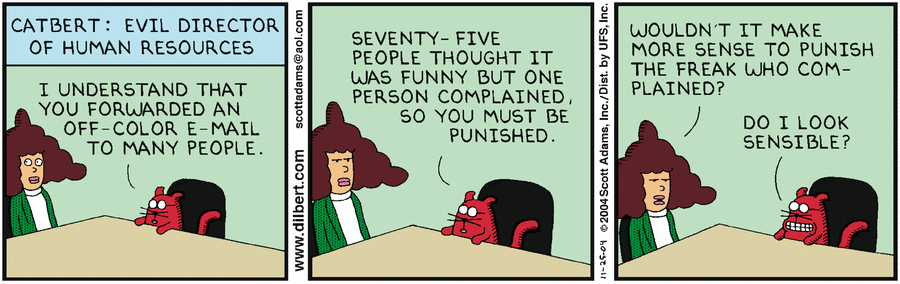 CATBERT: EVIL DIRECTOR
OF HUMAN RESOURCES
I UNDERSTAND THAT
YOU FORWARDED AN
OFF-COLOR E-MAIL
TO MANY PEOPLE.
www.dilbert.com
scottadams@aol.com
SEVENTY-FIVE
PEOPLE THOUGHT IT
WAS FUNNY BUT ONE
PERSON COMPLAINED,
SO YOU MUST BE
PUNISHED.
11-25-04 ©2004 Scott Adams, Inc./Dist. by UFS, Inc.
WOULDN'T IT MAKE
MORE SENSE TO PUNISH
THE FREAK WHO COM-
PLAINED?
DO I LOOK
SENSIBLE?